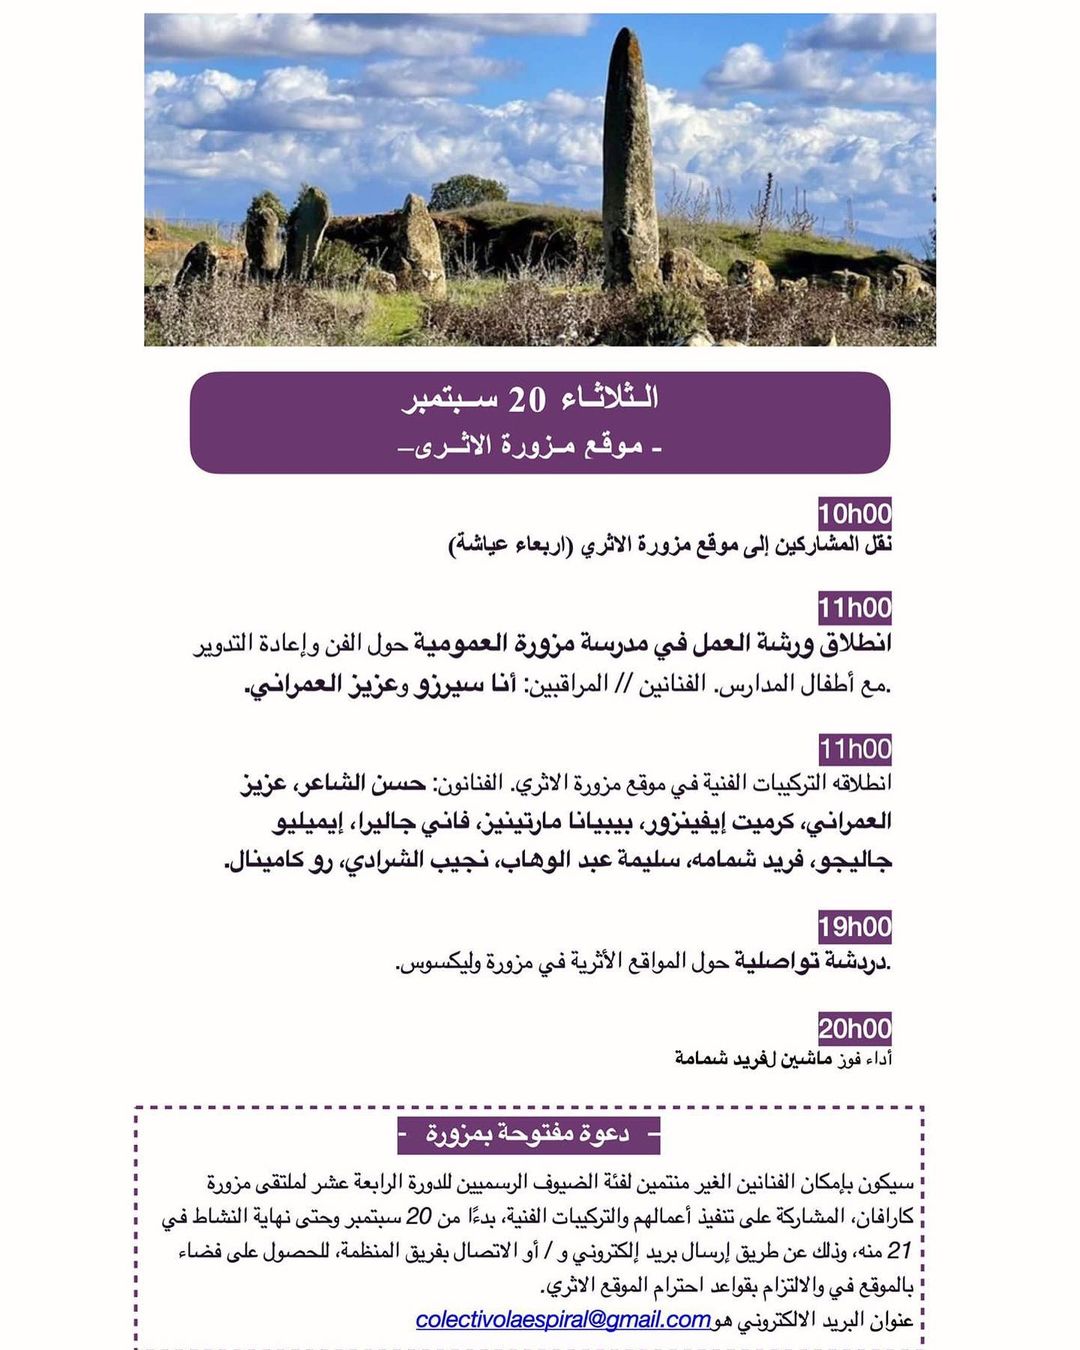 الـثلاثـاء 20 سـبتمبر
- موقـع مـزورة الاثـرى–
10h00
نقل المشاركين إلى موقع مزورة الاثري (اربعاء عياشة)
11h00
انطلاق ورشة العمل في مدرسة مزورة العمومية حول الفن وإعادة التدوير
.مع أطفال المدارس. الفنانين // المراقبين: أنا سيرزو وعزيز العمراني.
11h00
انطلاقه التركيبات الفنية في موقع مزورة الاثري. الفنانون: حسن الشاعر، عزيز
العمراني، كرميت إيفينزور، بيبيانا مارتينيز، فاني جاليرا، إيميليو
جاليجو، فريد شمامه، سليمة عبد الوهاب، نجيب الشرادي، رو كامينال.
19h00
.دردشة تواصلية حول المواقع الأثرية في مزورة وليكسوس.
20h00
أداء فوز ماشين لفريد شمامة
– دعوة مفتوحة بمزورة -
سيكون بإمكان الفنانين الغير منتمين لفئة الضيوف الرسميين للدورة الرابعة عشر لملتقى مزورة
كارافان، المشاركة على تنفيذ أعمالهم والتركيبات الفنية، بدءًا من 20 سبتمبر وحتى نهاية النشاط في
21 منه، وذلك عن طريق إرسال بريد إلكتروني و / أو الاتصال بفريق المنظمة، للحصول على فضاء
بالموقع في والالتزام بقواعد احترام الموقع الاثري.
عنوان البريد الالكتروني هوcolectivolaespiral@gmail.com